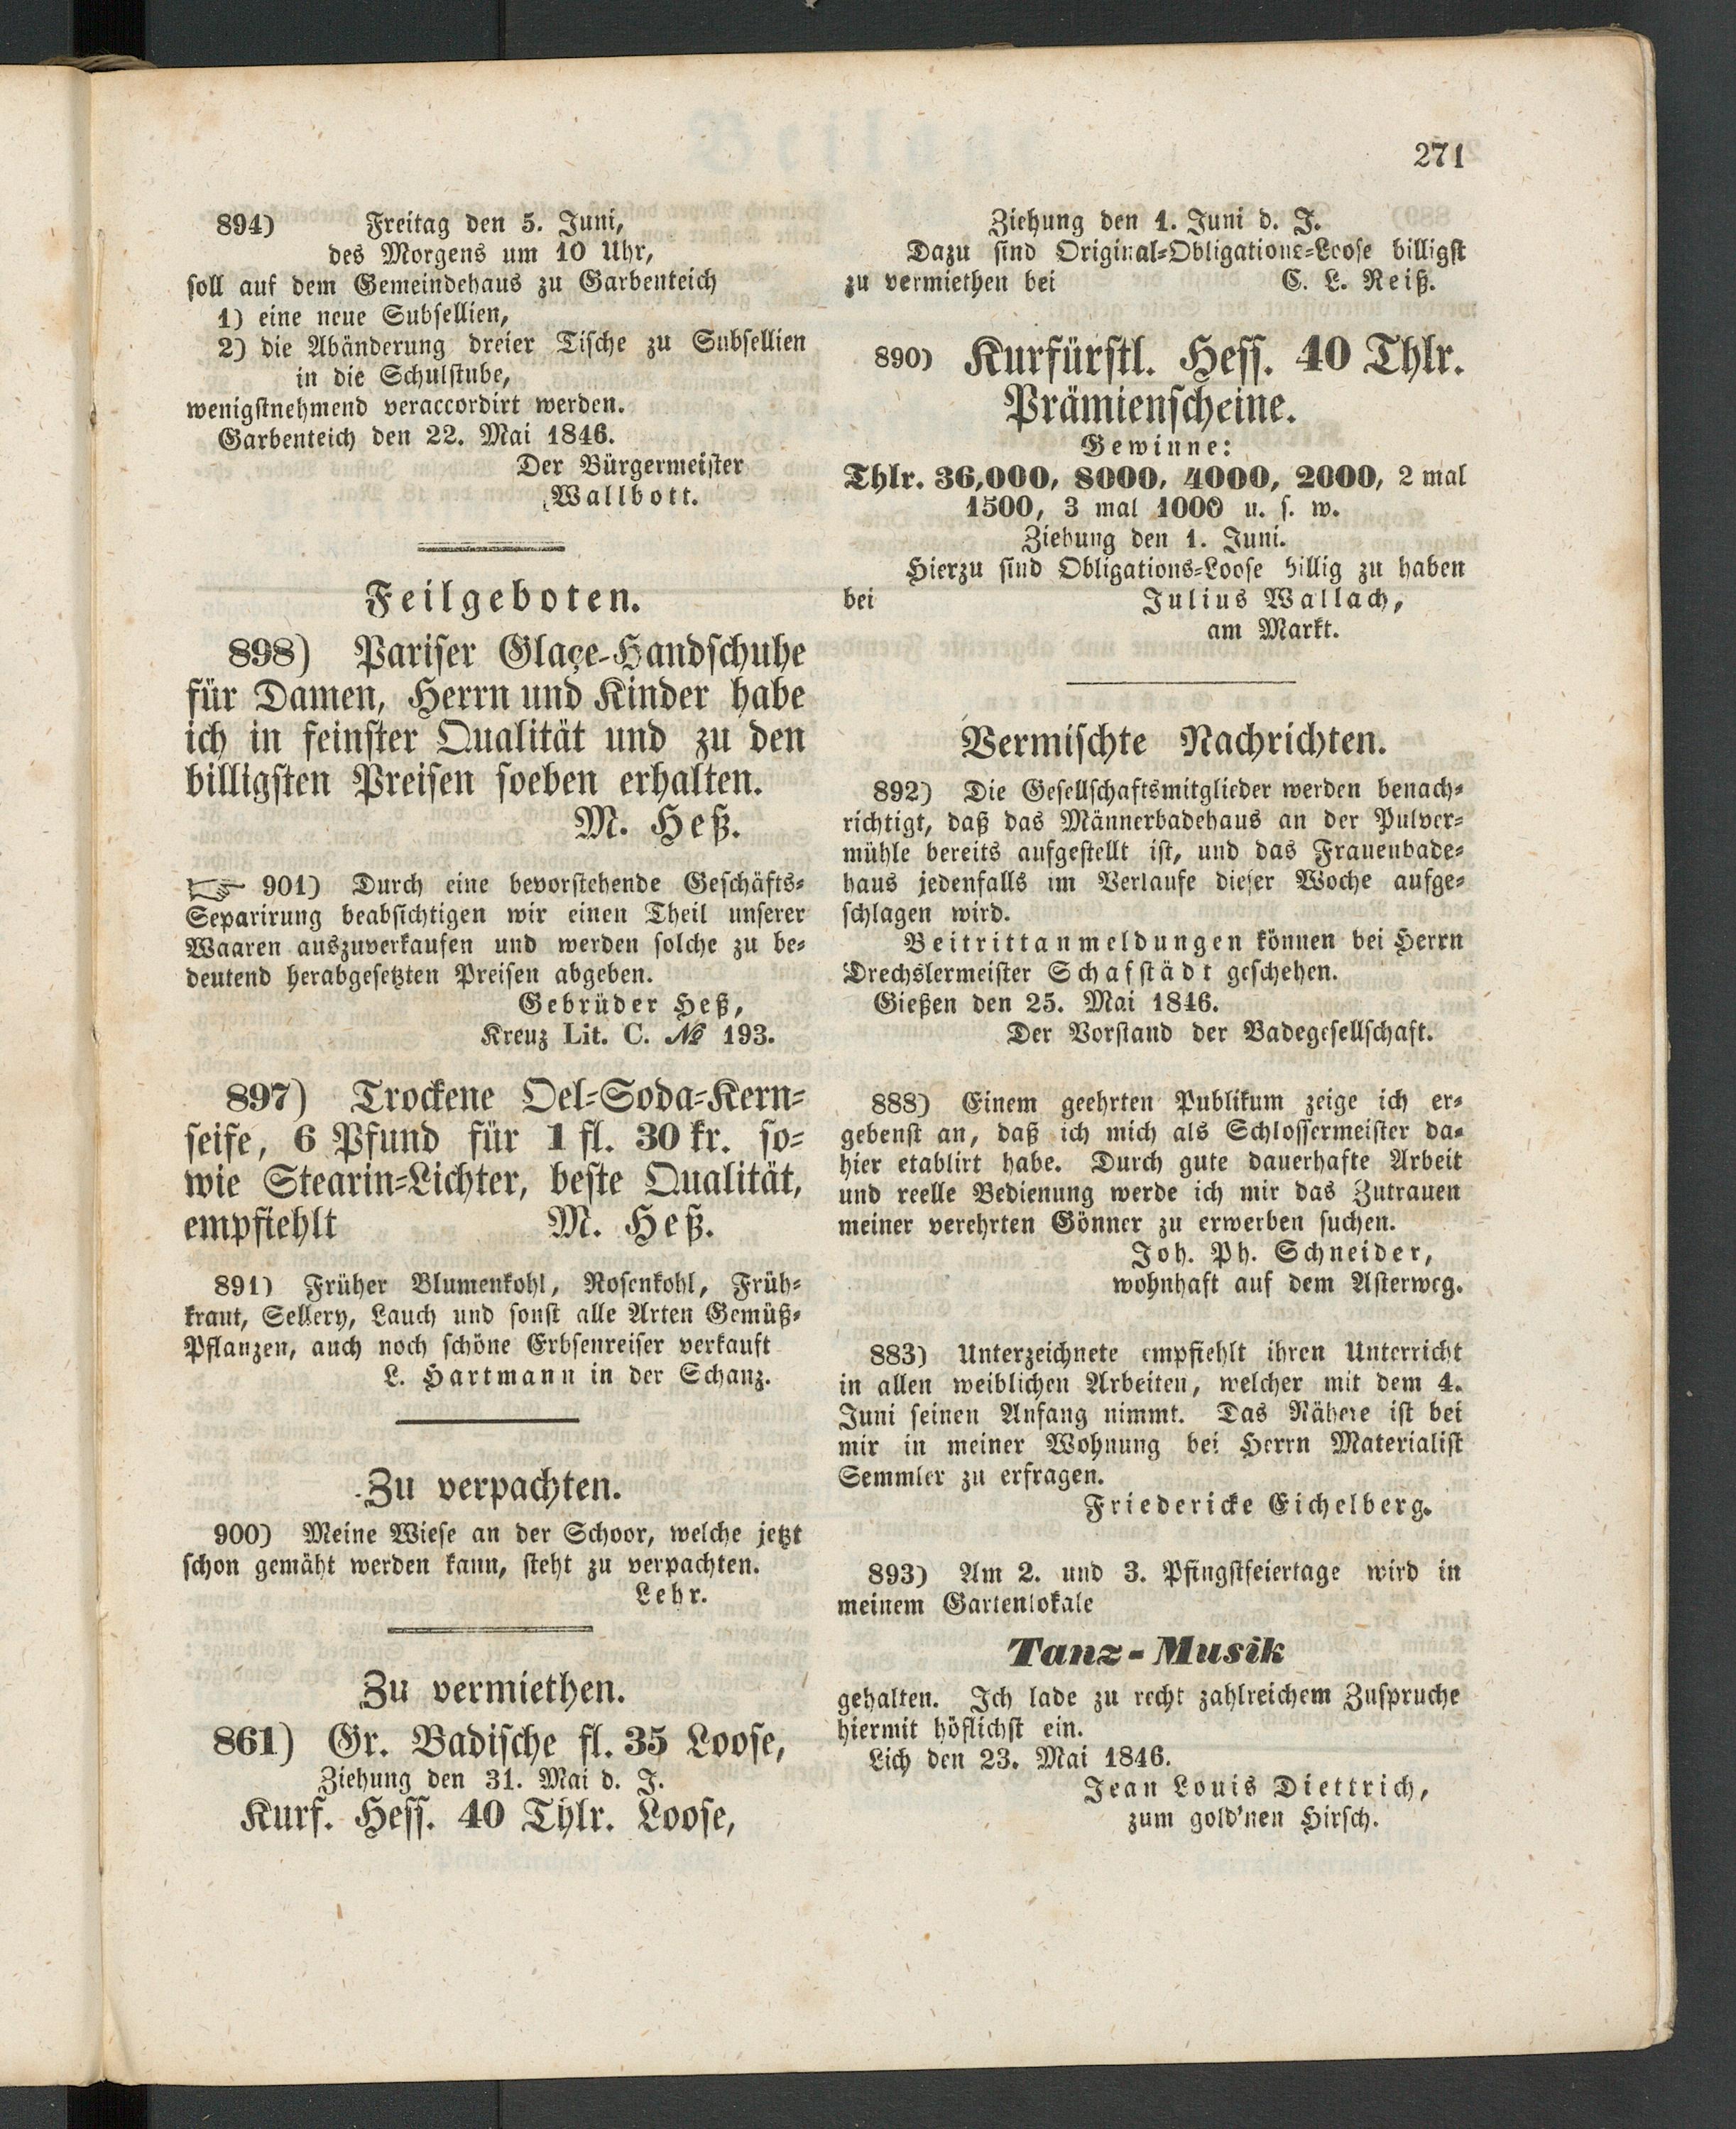 271
894) Freitag den 5. Juni,
des Morgens um 10 Uhr,
soll auf dem Gemeindehaus zu Garbenteich
1) eine neue Subsellien,
2) die Abänderung dreier Tische zu Subsellien
in die Schulstube,
wenigstnehmend veraccordirt werden.
Garbenteich den 22. Mai 1846.
Der Bürgermeister
Wallbott.
Feilgeboten.
898) Pariser Glaçe-Handschuhe
für Damen, Herrn und Kinder habe
ich in feinster Qualität und zu den
billigsten Preisen soeben erhalten.
M. Heß.
☞ 901) Durch eine bevorstehende Geschäfts-
Separirung beabsichtigen wir einen Theil unserer
Waaren auszuverkaufen und werden solche zu be-
deutend herabgesetzten Preisen abgeben.
Gebrüder Heß,
Kreuz Lit. C. № 193.
897) Trockene Oel-Soda-Kern-
seife, 6 Pfund für 1 fl. 30 kr. so-
wie Stearin-Lichter, beste Qualität,
empfiehlt M. Heß.
891) Früher Blumenkohl, Rosenkohl, Früh-
kraut, Sellery, Lauch und sonst alle Arten Gemüß-
Pflanzen, auch noch schöne Erbsenreiser verkauft
L. Hartmann in der Schanz.
Zu verpachten.
900) Meine Wiese an der Schoor, welche jetzt
schon gemäht werden kann, steht zu verpachten.
Lehr.
Zu vermiethen.
861) Gr. Badische fl. 35 Loose,
Ziehung den 31. Mai d. J.
Kurf. Hess. 40 Thlr. Loose,
Ziehung den 1. Juni d. J.
Dazu sind Original-Obligations-Loose billigst
zu vermiethen bei C. L. Reiß.
890) Kurfürstl. Hess. 40 Thlr.
Prämienscheine.
Gewinne:
Thlr. 36,000, 8000, 4000, 2000, 2 mal
1500, 3 mal 1000 u. s. w.
Ziehung den 1. Juni.
Hierzu sind Obligations-Loose billig zu haben
bei Julius Wallach,
am Markt.
Vermischte Nachrichten.
892) Die Gesellschaftsmitglieder werden benach-
richtigt, daß das Männerbadehaus an der Pulver-
mühle bereits aufgestellt ist, und das Frauenbade-
haus jedenfalls im Verlaufe dieser Woche aufge-
schlagen wird.
Beitrittanmeldungen können bei Herrn
Drechslermeister Schafstädt geschehen.
Gießen den 25. Mai 1846.
Der Vorstand der Badegesellschaft.
888) Einem geehrten Publikum zeige ich er-
gebenst an, daß ich mich als Schlossermeister da-
hier etablirt habe. Durch gute dauerhafte Arbeit
und reelle Bedienung werde ich mir das Zutrauen
meiner verehrten Gönner zu erwerben suchen.
Joh. Ph. Schneider,
wohnhaft auf dem Asterweg.
883) Unterzeichnete empfiehlt ihren Unterricht
in allen weiblichen Arbeiten, welcher mit dem 4.
Juni seinen Anfang nimmt. Das Nähere ist bei
mir in meiner Wohnung bei Herrn Materialist
Semmler zu erfragen.
Friedericke Eichelberg.
893) Am 2. und 3. Pfingstfeiertage wird in
meinem Gartenlokale
Tanz-Musik
gehalten. Ich lade zu recht zahlreichem Zuspruche
hiermit höflichst ein.
Lich den 23. Mai 1846.
Jean Louis Diettrich,
zum gold'nen Hirsch.